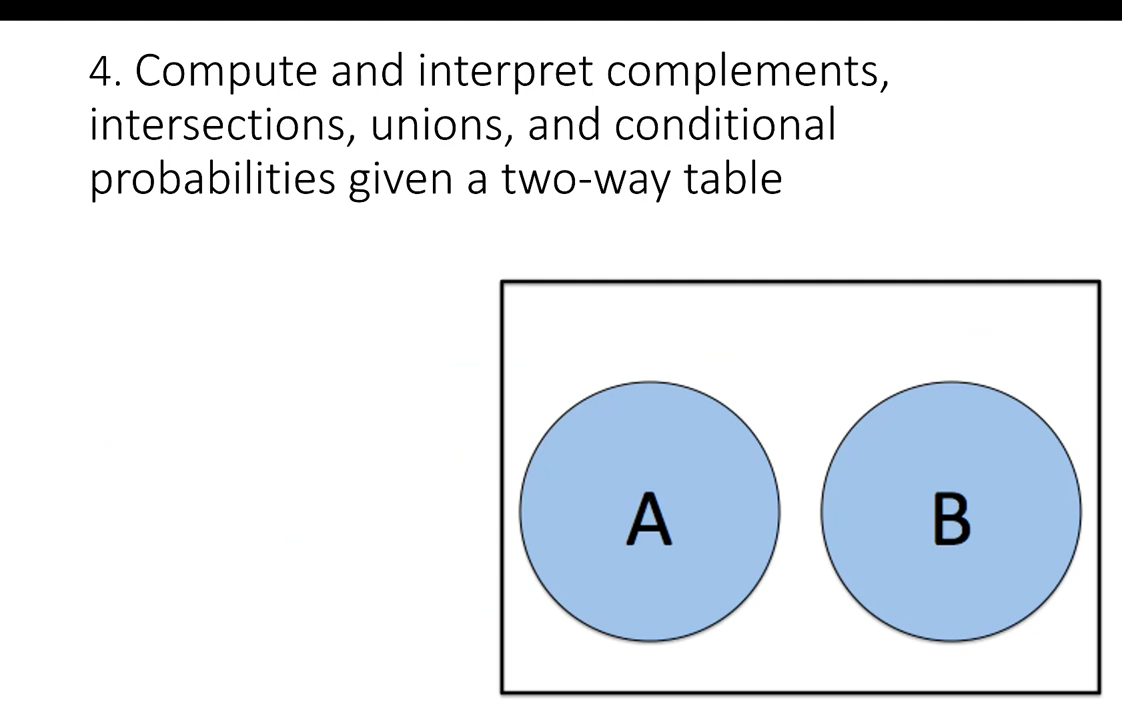 4. Compute and interpret complements,
intersections, unions, and conditional
probabilities given a two-way table
A
B